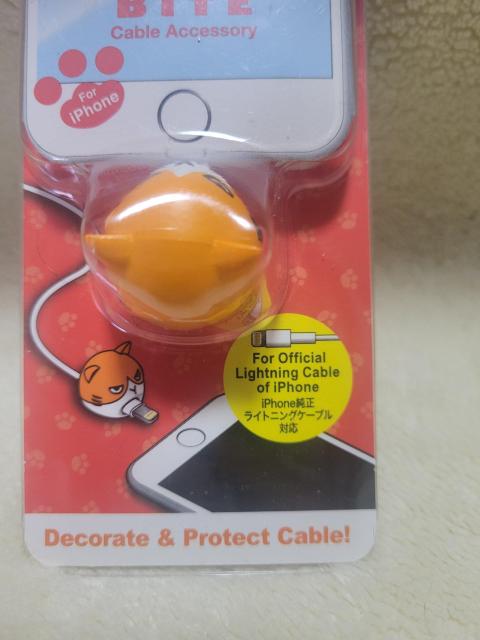 BITE
Cable Accessory
For
iPhone
For Official
Lightning Cable
of iPhone
iPhone純正
ライトニングケーブル
対応
Decorate & Protect Cable!